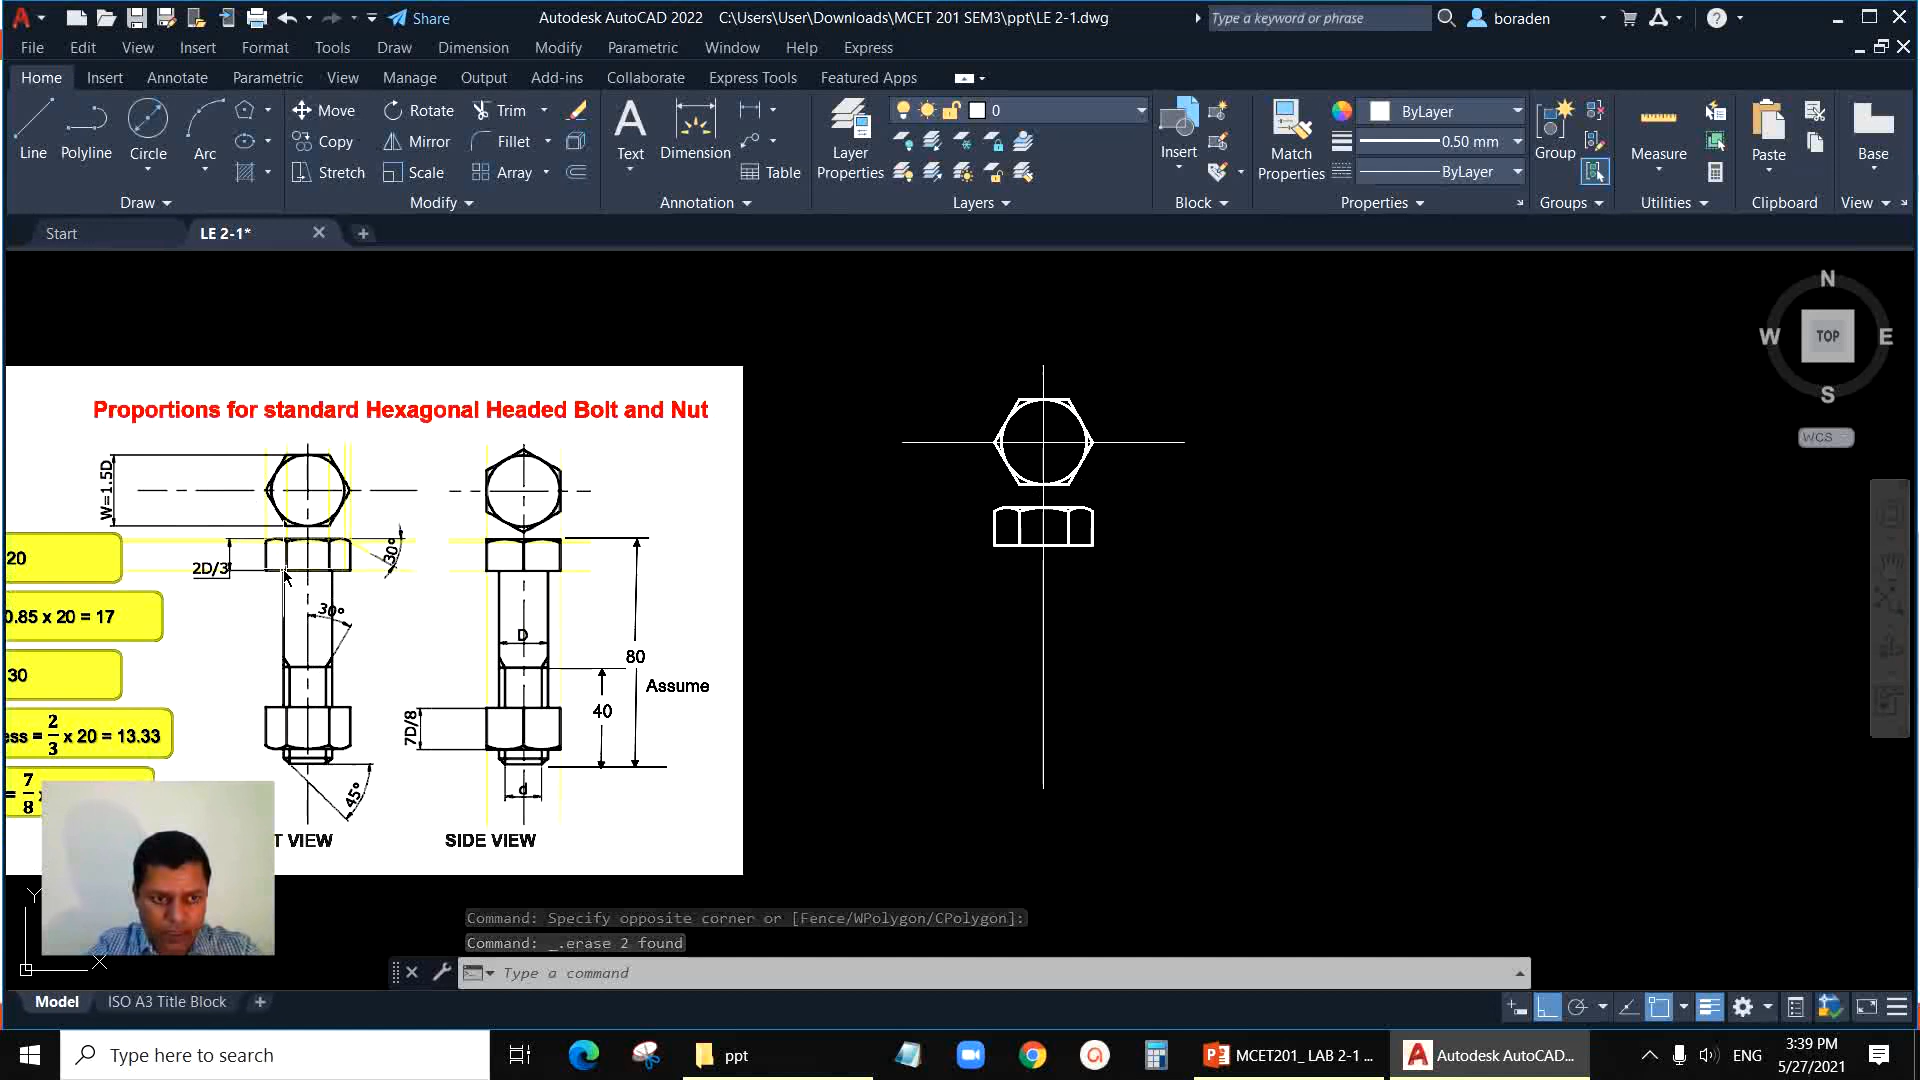 Share
Autodesk AutoCAD 2022 C:\Users\User\Downloads\MCET 201 SEM3\ppt\LE 2-1.dwg
Type a keyword or phrase
boraden
File Edit View Insert Format Tools Draw Dimension Modify Parametric Window Help Express
Home Insert Annotate Parametric View Manage Output Add-ins Collaborate Express Tools Featured Apps
Line Polyline Circle Arc
Move Rotate Trim
Copy Mirror Fillet
Stretch Scale Array
Text Dimension Table
Layer Properties
0
Insert
Match Properties
ByLayer
0.50 mm
ByLayer
Group Measure Paste Base
Draw Modify Annotation Layers Block Properties Groups Utilities Clipboard View
Start LE 2-1*
N
W TOP E
S
WCS
Proportions for standard Hexagonal Headed Bolt and Nut
W=1.5D
20
2D/3
30°
0.85 x 20 = 17
30°
D
80
30
Assume
40
7D/8
ess = 2/3 x 20 = 13.33
= 7/8
45°
d
T VIEW SIDE VIEW
Y
X
Command: Specify opposite corner or [Fence/WPolygon/CPolygon]:
Command: _.erase 2 found
Type a command
Model ISO A3 Title Block
Type here to search
ppt
MCET201_ LAB 2-1 ...
Autodesk AutoCAD...
ENG
3:39 PM
5/27/2021